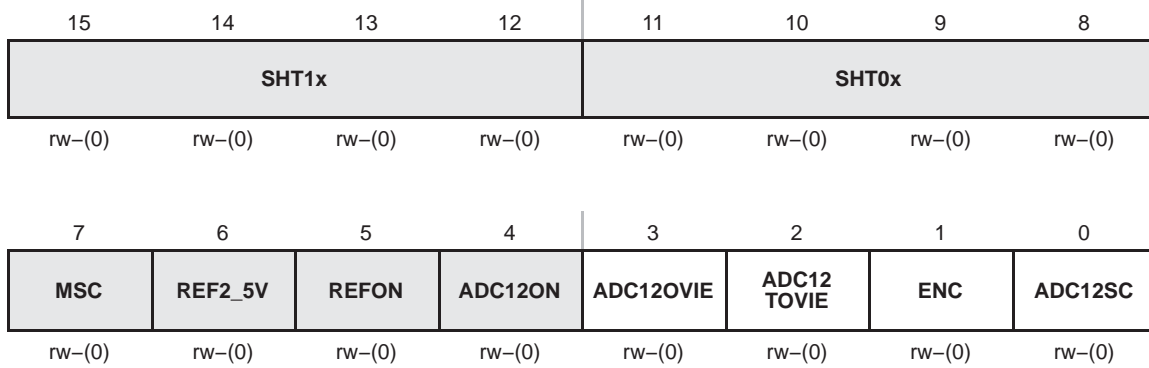 15 14 13 12 11 10 9 8
SHT1x SHT0x
rw−(0) rw−(0) rw−(0) rw−(0) rw−(0) rw−(0) rw−(0) rw−(0)
7 6 5 4 3 2 1 0
MSC REF2_5V REFON ADC12ON ADC12OVIE ADC12 TOVIE ENC ADC12SC
rw−(0) rw−(0) rw−(0) rw−(0) rw−(0) rw−(0) rw−(0) rw−(0)